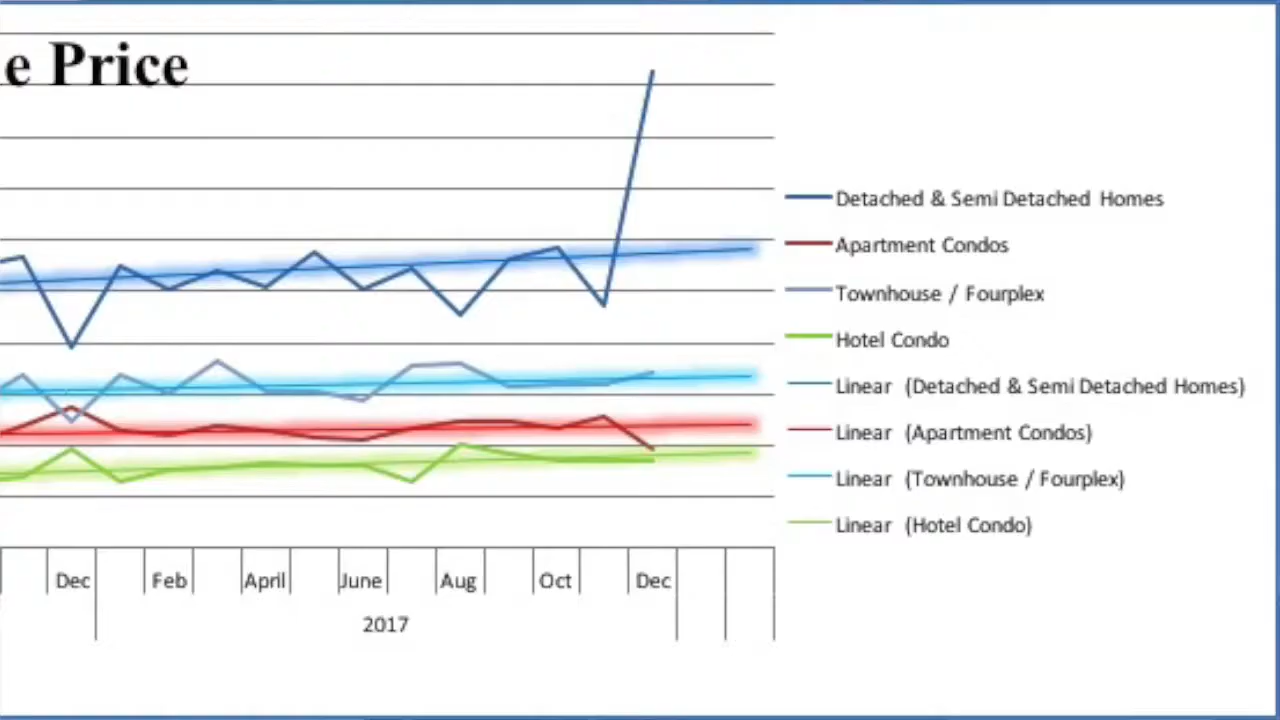 e Price
Detached & Semi Detached Homes
Apartment Condos
Townhouse / Fourplex
Hotel Condo
Linear (Detached & Semi Detached Homes)
Linear (Apartment Condos)
Linear (Townhouse / Fourplex)
Linear (Hotel Condo)
Dec Feb April June Aug Oct Dec
2017